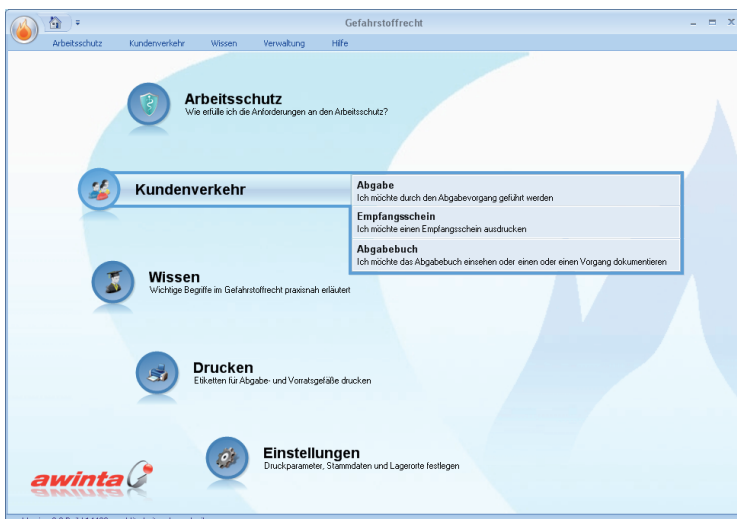 Gefahrstoffrecht
Arbeitsschutz Kundenverkehr Wissen Verwaltung Hilfe
Arbeitsschutz
Wie erfülle ich die Anforderungen an den Arbeitsschutz?
Kundenverkehr
Abgabe
Ich möchte durch den Abgabevorgang geführt werden
Empfangsschein
Ich möchte einen Empfangsschein ausdrucken
Abgabebuch
Ich möchte das Abgabebuch einsehen oder einen oder einen Vorgang dokumentieren
Wissen
Wichtige Begriffe im Gefahrstoffrecht praxisnah erläutert
Drucken
Etiketten für Abgabe- und Vorratsgefäße drucken
Einstellungen
Druckparameter, Stammdaten und Lagerorte festlegen
awinta